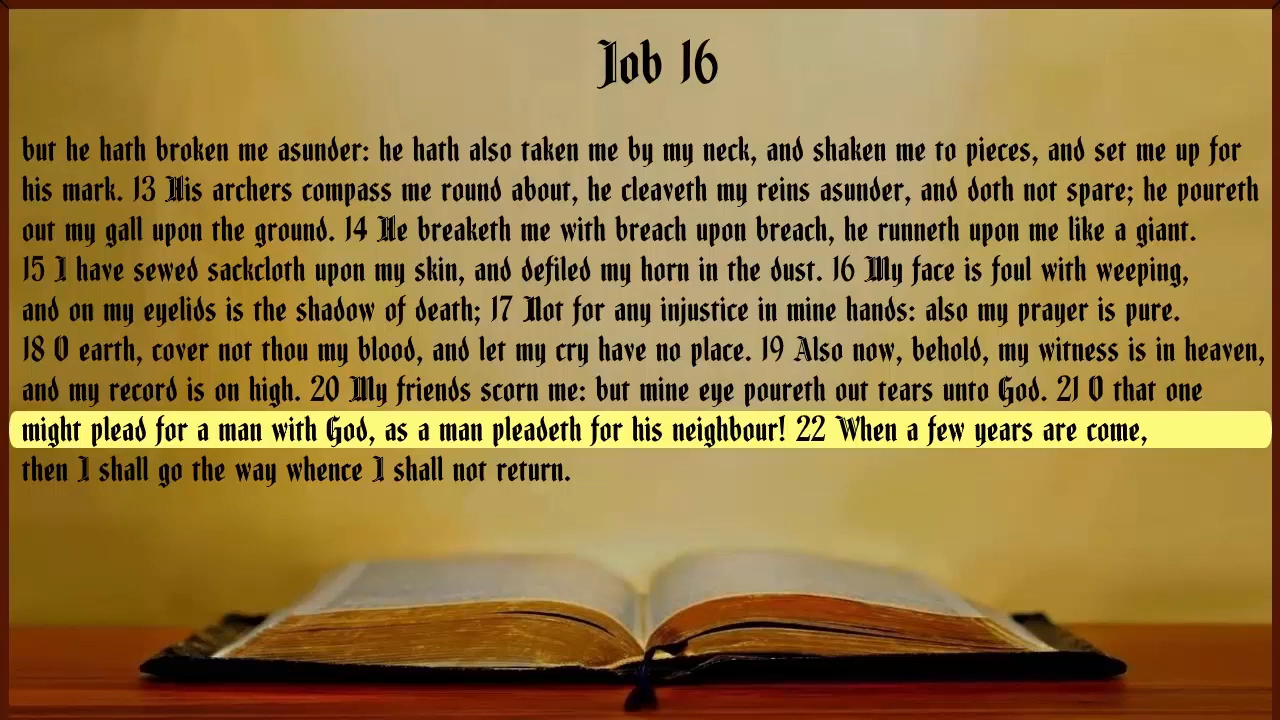 Job 16
but he hath broken me asunder: he hath also taken me by my neck, and shaken me to pieces, and set me up for
his mark. 13 His archers compass me round about, he cleaveth my reins asunder, and doth not spare; he poureth
out my gall upon the ground. 14 He breaketh me with breach upon breach, he runneth upon me like a giant.
15 I have sewed sackcloth upon my skin, and defiled my horn in the dust. 16 My face is foul with weeping,
and on my eyelids is the shadow of death; 17 Not for any injustice in mine hands: also my prayer is pure.
18 O earth, cover not thou my blood, and let my cry have no place. 19 Also now, behold, my witness is in heaven,
and my record is on high. 20 My friends scorn me: but mine eye poureth out tears unto God. 21 O that one
might plead for a man with God, as a man pleadeth for his neighbour! 22 When a few years are come,
then I shall go the way whence I shall not return.